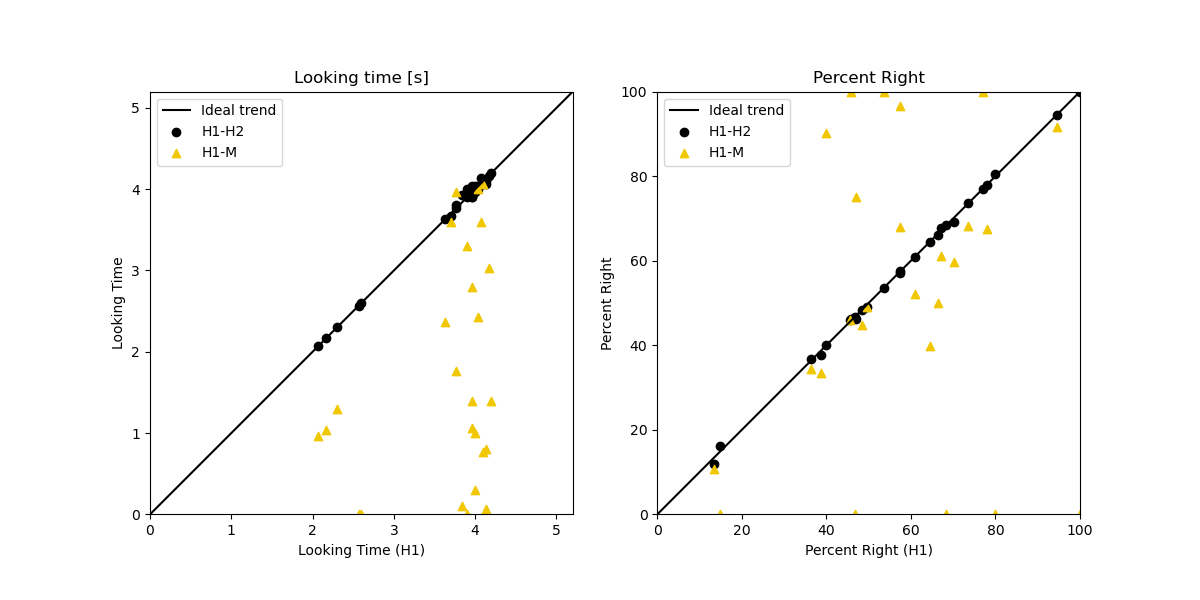 Looking time [s]
Ideal trend
H1-H2
H1-M
5
4
3
2
1
0
0 1 2 3 4 5
Looking Time
Looking Time (H1)
Percent Right
Ideal trend
H1-H2
H1-M
100
80
60
40
20
0
0 20 40 60 80 100
Percent Right
Percent Right (H1)